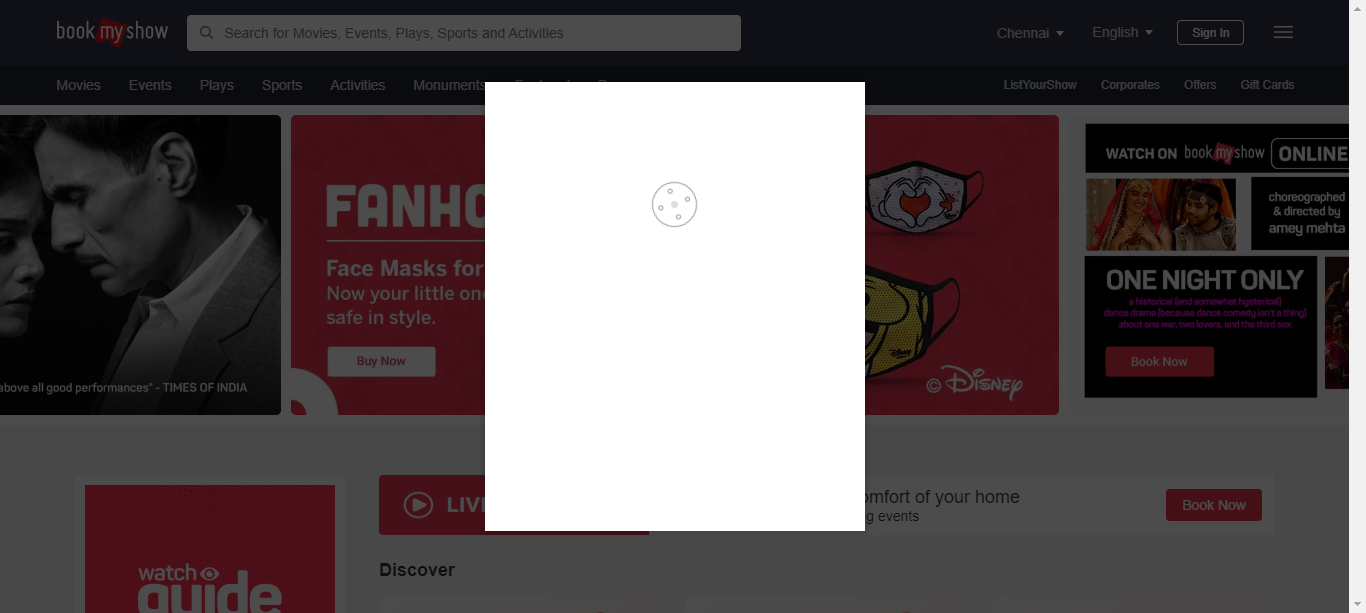 book my show
Search for Movies, Events, Plays, Sports and Activities
Chennai
English
Sign In
Movies Events Plays Sports Activities Monuments
ListYourShow Corporates Offers Gift Cards
above all good performances" - TIMES OF INDIA
FANHO
Face Masks for
Now your little one
safe in style.
Buy Now
© Disney
WATCH ON book my show ONLINE
choreographed
& directed by
amey mehta
ONE NIGHT ONLY
a historical (and somewhat hysterical)
dance drama (because dance comedy isn't a thing)
about one war, two lovers, and the third sex
Book Now
LIVE
omfort of your home
g events
Book Now
watch
guide
Discover